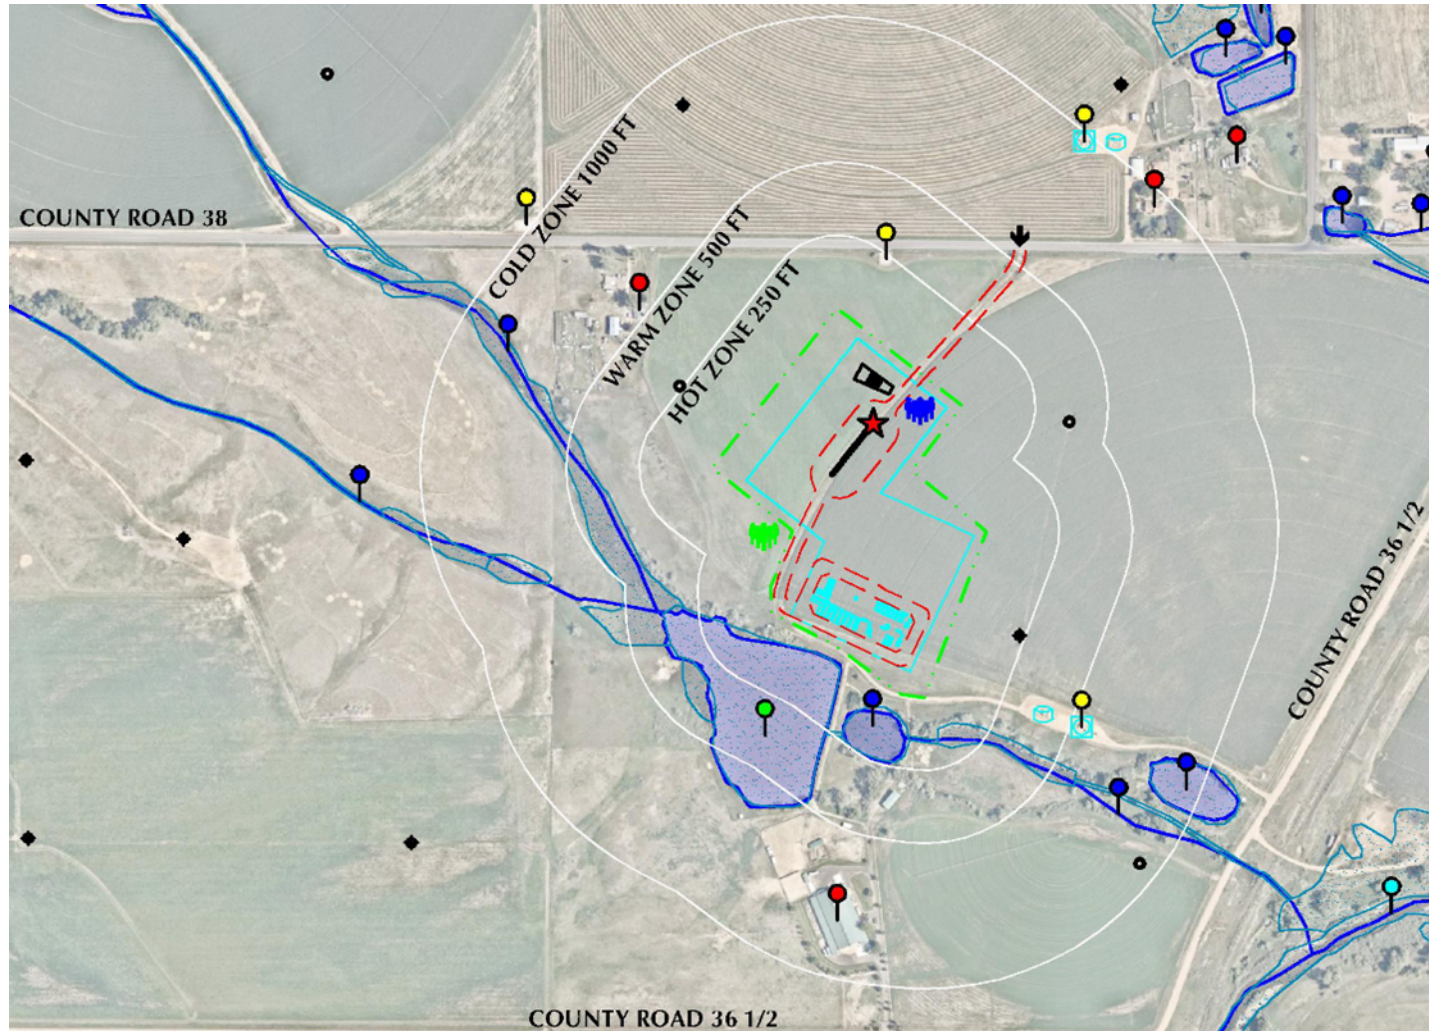 COLD ZONE 1000 FT
COUNTY ROAD 38
WARM ZONE 500 FT
HOT ZONE 250 FT
COUNTY ROAD 36 1/2
COUNTY ROAD 36 1/2